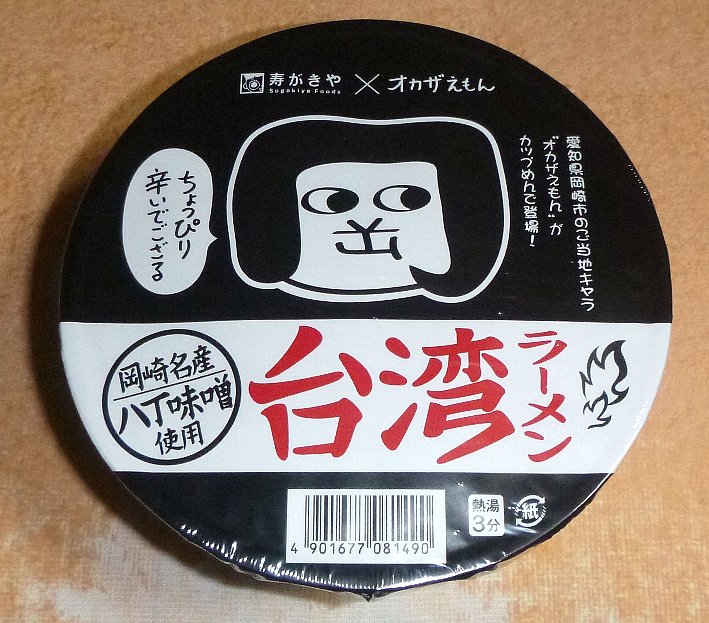 寿がきや
Sugakiya Foods
×
オカザえもん
愛知県岡崎市のご当地キャラ
"オカザえもん"が
カップめんで登場!
ちょっぴり
辛いでござる
岡崎名産
八丁味噌
使用
台湾
ラーメン
4 901677 081490
熱湯
3分
紙